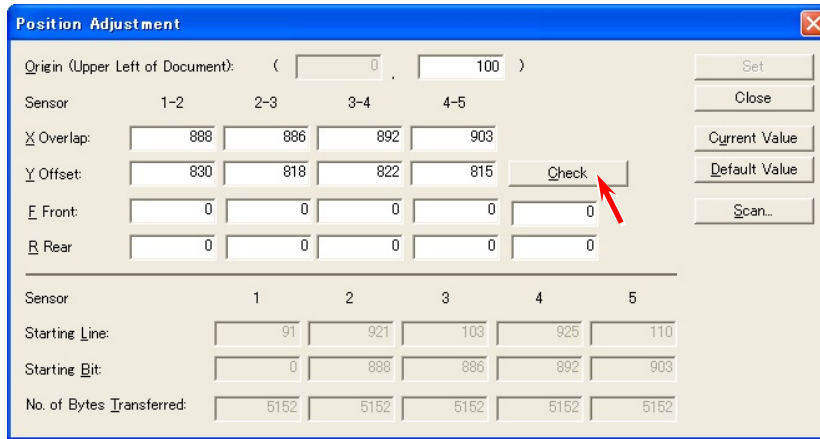 Position Adjustment
Origin (Upper Left of Document): ( 0 , 100 ) Set
Sensor 1-2 2-3 3-4 4-5 Close
X Overlap: 888 886 892 903 Current Value
Y Offset: 830 818 822 815 Check Default Value
F Front: 0 0 0 0 0 Scan...
R Rear 0 0 0 0 0
Sensor 1 2 3 4 5
Starting Line: 91 921 103 925 110
Starting Bit: 0 888 886 892 903
No. of Bytes Transferred: 5152 5152 5152 5152 5152